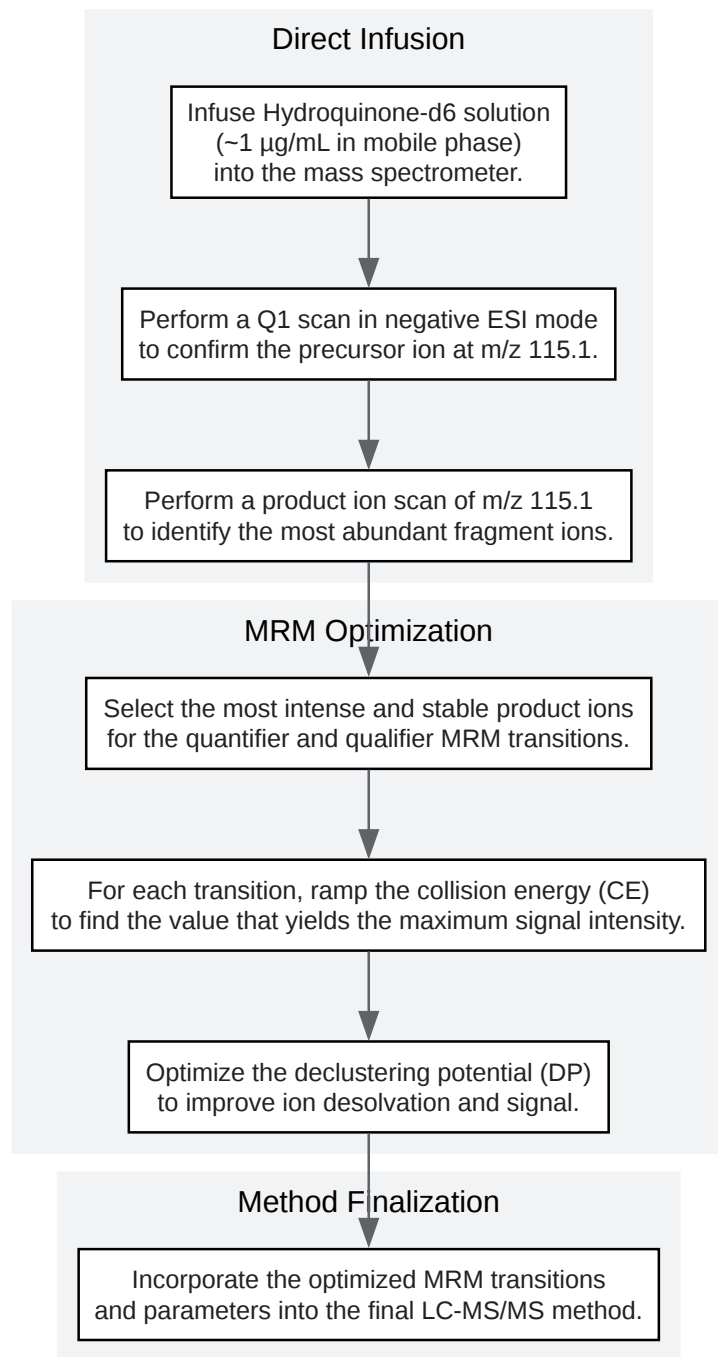 Direct Infusion
Infuse Hydroquinone-d6 solution
(~1 µg/mL in mobile phase)
into the mass spectrometer.
Perform a Q1 scan in negative ESI mode
to confirm the precursor ion at m/z 115.1.
Perform a product ion scan of m/z 115.1
to identify the most abundant fragment ions.
MRM Optimization
Select the most intense and stable product ions
for the quantifier and qualifier MRM transitions.
For each transition, ramp the collision energy (CE)
to find the value that yields the maximum signal intensity.
Optimize the declustering potential (DP)
to improve ion desolvation and signal.
Method Finalization
Incorporate the optimized MRM transitions
and parameters into the final LC-MS/MS method.